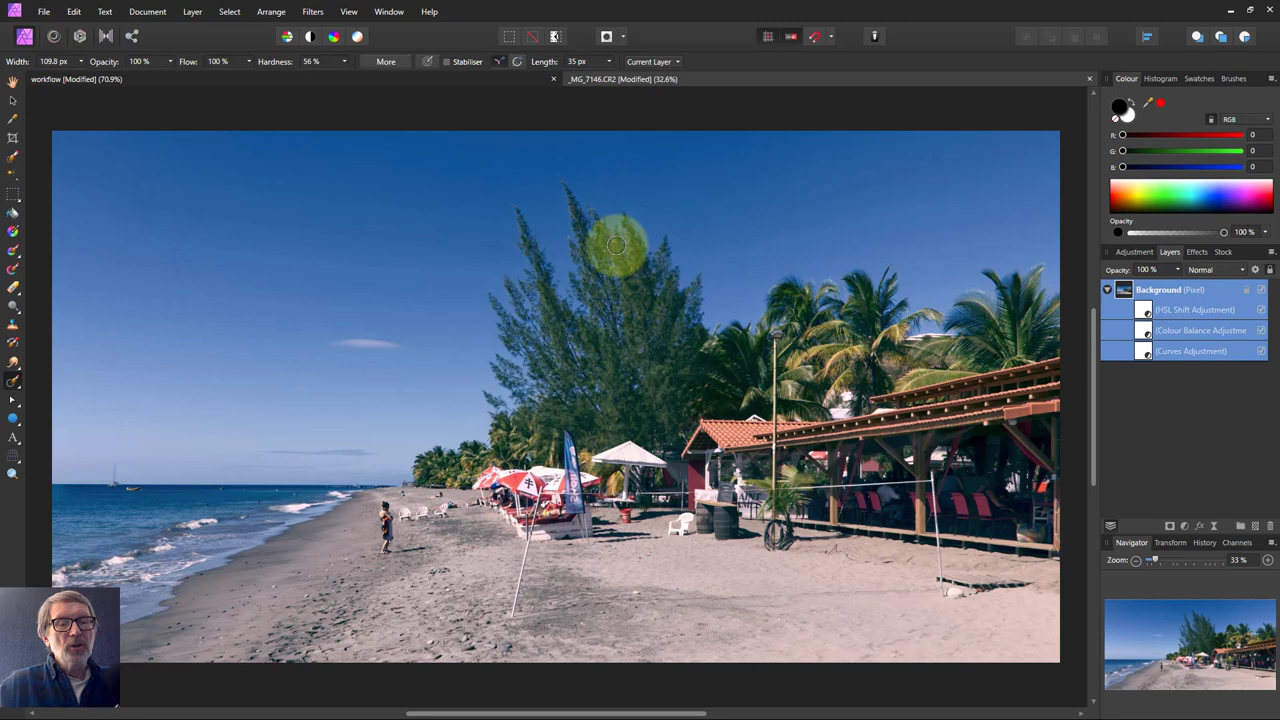 File Edit Text Document Layer Select Arrange Filters View Window Help
Width: 109.8 px Opacity: 100 % Flow: 100 % Hardness: 56 % More Stabiliser Length: 35 px Current Layer
workflow [Modified] (70.9%)
_MG_7146.CR2 [Modified] (32.6%)
Colour Histogram Swatches Brushes
RGB
R: 0
G: 0
B: 0
Opacity
100 %
Adjustment Layers Effects Stock
Opacity: 100 % Normal
Background (Pixel)
(HSL Shift Adjustment)
(Colour Balance Adjustme
(Curves Adjustment)
Navigator Transform History Channels
Zoom: 33 %